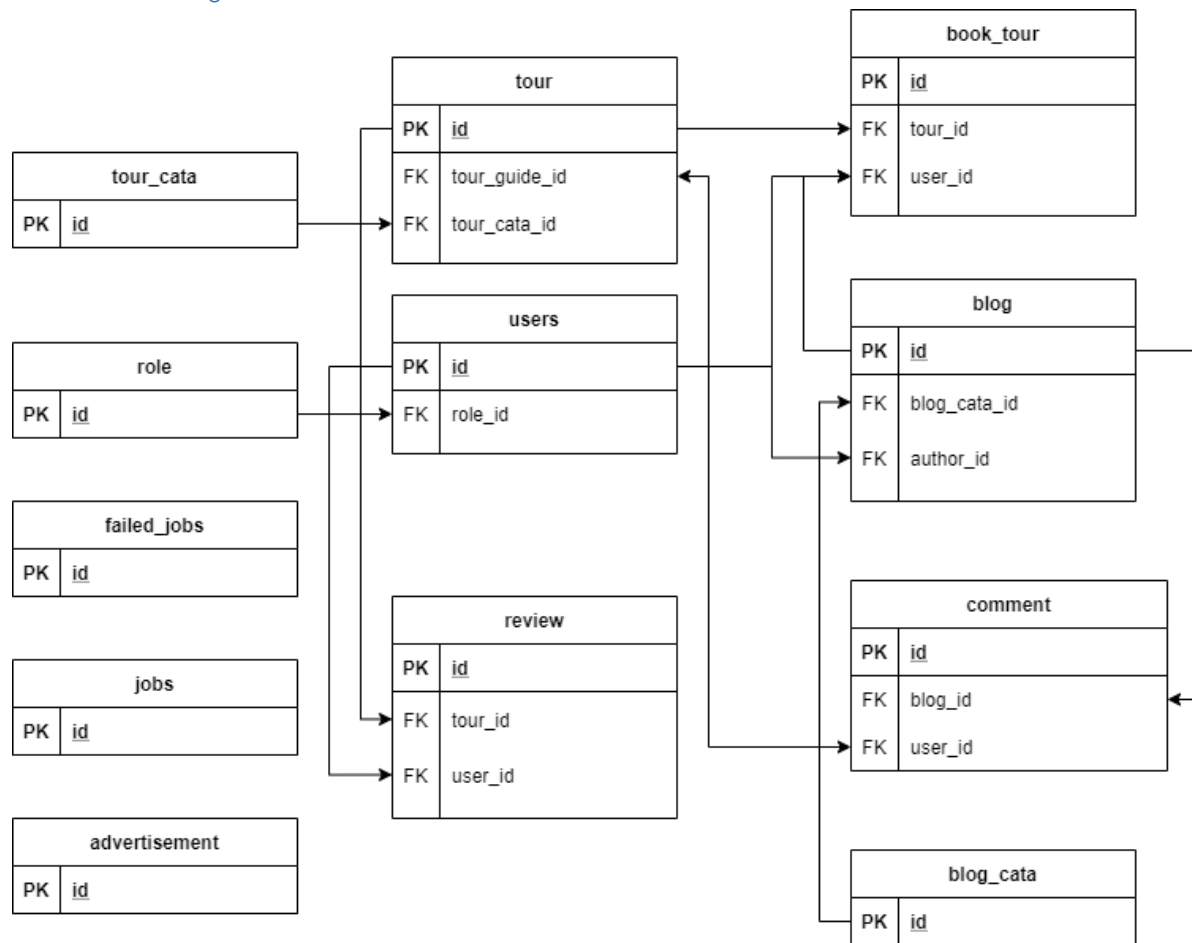 tour_cata
PK id
role
PK id
failed_jobs
PK id
jobs
PK id
advertisement
PK id
tour
PK id
FK tour_guide_id
FK tour_cata_id
users
PK id
FK role_id
review
PK id
FK tour_id
FK user_id
book_tour
PK id
FK tour_id
FK user_id
blog
PK id
FK blog_cata_id
FK author_id
comment
PK id
FK blog_id
FK user_id
blog_cata
PK id